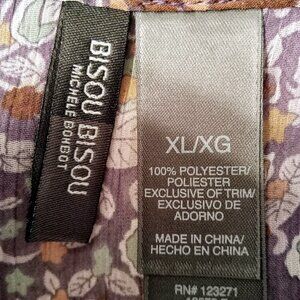 BISOU BISOU
MICHELE BOHBOT
XL/XG
100% POLYESTER/
POLIESTER
EXCLUSIVE OF TRIM/
EXCLUSIVO DE
ADORNO
MADE IN CHINA/
HECHO EN CHINA
RN# 123271